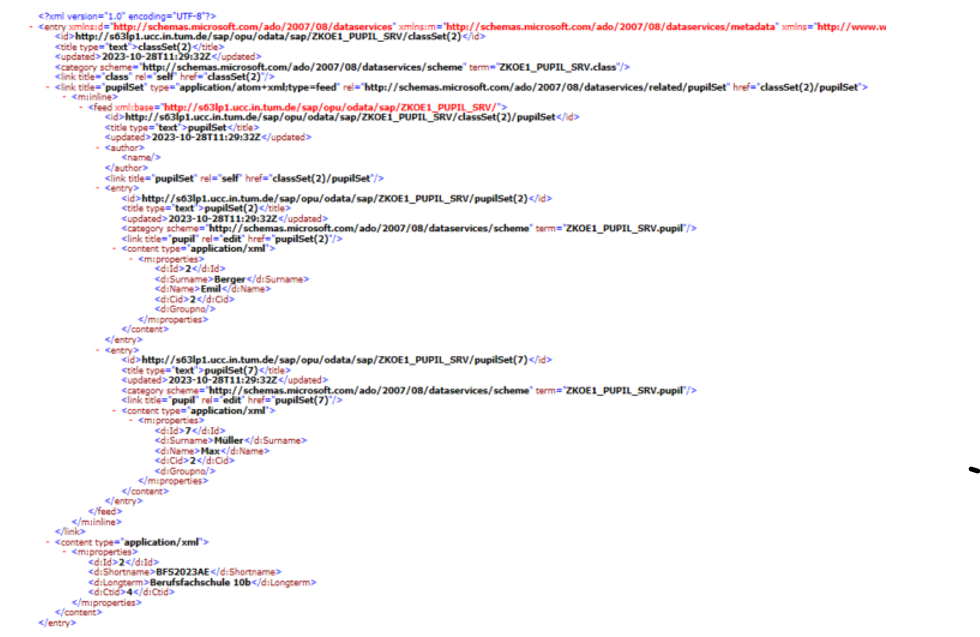 <?xml version="1.0" encoding="UTF-8"?>
- <entry xmlns:d="http://schemas.microsoft.com/ado/2007/08/dataservices" xmlns:m="http://schemas.microsoft.com/ado/2007/08/dataservices/metadata" xmlns="http://www.w
<id>http://s63lp1.ucc.in.tum.de/sap/opu/odata/sap/ZKOE1_PUPIL_SRV/classSet(2)</id>
<title type="text">classSet(2)</title>
<updated>2023-10-28T11:29:32Z</updated>
<category scheme="http://schemas.microsoft.com/ado/2007/08/dataservices/scheme" term="ZKOE1_PUPIL_SRV.class"/>
<link title="class" rel="self" href="classSet(2)"/>
- <link title="pupilSet" type="application/atom+xml;type=feed" rel="http://schemas.microsoft.com/ado/2007/08/dataservices/related/pupilSet" href="classSet(2)/pupilSet">
- <m:inline>
- <feed xml:base="http://s63lp1.ucc.in.tum.de/sap/opu/odata/sap/ZKOE1_PUPIL_SRV/">
<id>http://s63lp1.ucc.in.tum.de/sap/opu/odata/sap/ZKOE1_PUPIL_SRV/classSet(2)/pupilSet</id>
<title type="text">pupilSet</title>
<updated>2023-10-28T11:29:32Z</updated>
- <author>
<name/>
</author>
<link title="pupilSet" rel="self" href="classSet(2)/pupilSet"/>
- <entry>
<id>http://s63lp1.ucc.in.tum.de/sap/opu/odata/sap/ZKOE1_PUPIL_SRV/pupilSet(2)</id>
<title type="text">pupilSet(2)</title>
<updated>2023-10-28T11:29:32Z</updated>
<category scheme="http://schemas.microsoft.com/ado/2007/08/dataservices/scheme" term="ZKOE1_PUPIL_SRV.pupil"/>
<link title="pupil" rel="edit" href="pupilSet(2)"/>
- <content type="application/xml">
- <m:properties>
<d:Id>2</d:Id>
<d:Surname>Berger</d:Surname>
<d:Name>Emil</d:Name>
<d:Cid>2</d:Cid>
<d:Groupno/>
</m:properties>
</content>
</entry>
- <entry>
<id>http://s63lp1.ucc.in.tum.de/sap/opu/odata/sap/ZKOE1_PUPIL_SRV/pupilSet(7)</id>
<title type="text">pupilSet(7)</title>
<updated>2023-10-28T11:29:32Z</updated>
<category scheme="http://schemas.microsoft.com/ado/2007/08/dataservices/scheme" term="ZKOE1_PUPIL_SRV.pupil"/>
<link title="pupil" rel="edit" href="pupilSet(7)"/>
- <content type="application/xml">
- <m:properties>
<d:Id>7</d:Id>
<d:Surname>Müller</d:Surname>
<d:Name>Max</d:Name>
<d:Cid>2</d:Cid>
<d:Groupno/>
</m:properties>
</content>
</entry>
</feed>
</m:inline>
</link>
- <content type="application/xml">
- <m:properties>
<d:Id>2</d:Id>
<d:Shortname>BFS2023AE</d:Shortname>
<d:Longterm>Berufsfachschule 10b</d:Longterm>
<d:Ctid>4</d:Ctid>
</m:properties>
</content>
</entry>